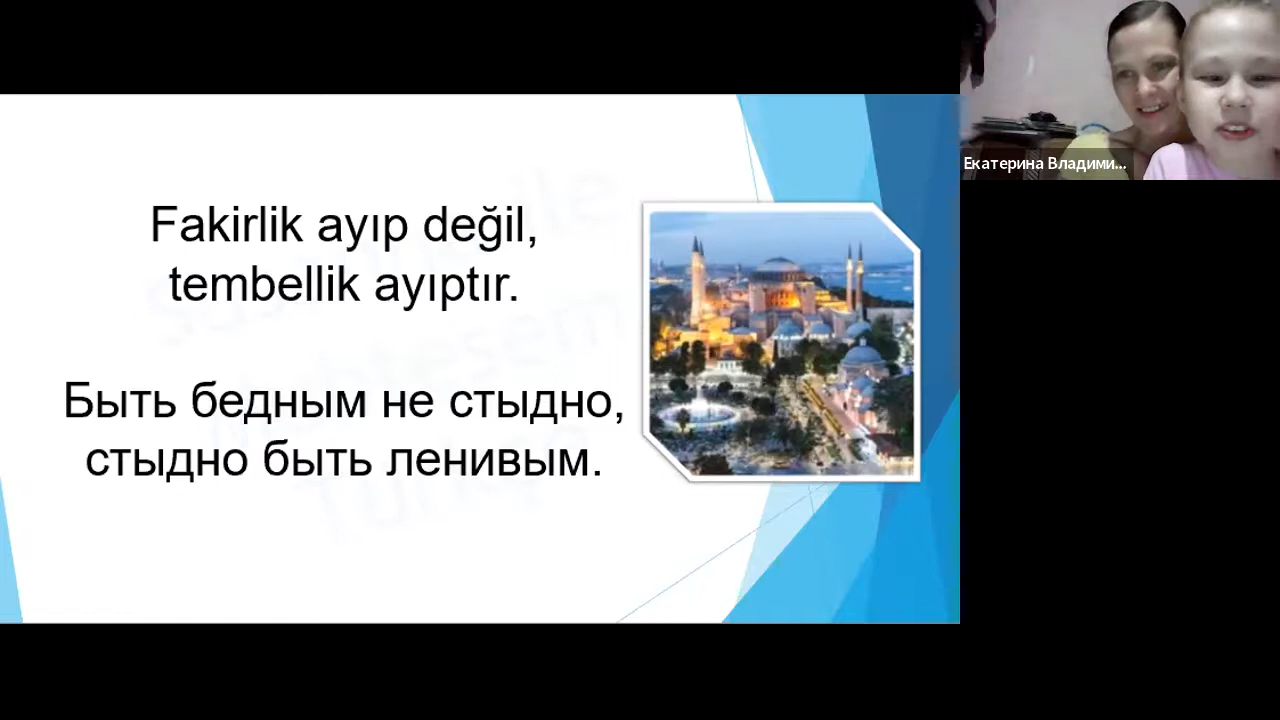 Fakirlik ayıp değil,
tembellik ayıptır.
Быть бедным не стыдно,
стыдно быть ленивым.
Екатерина Владими...